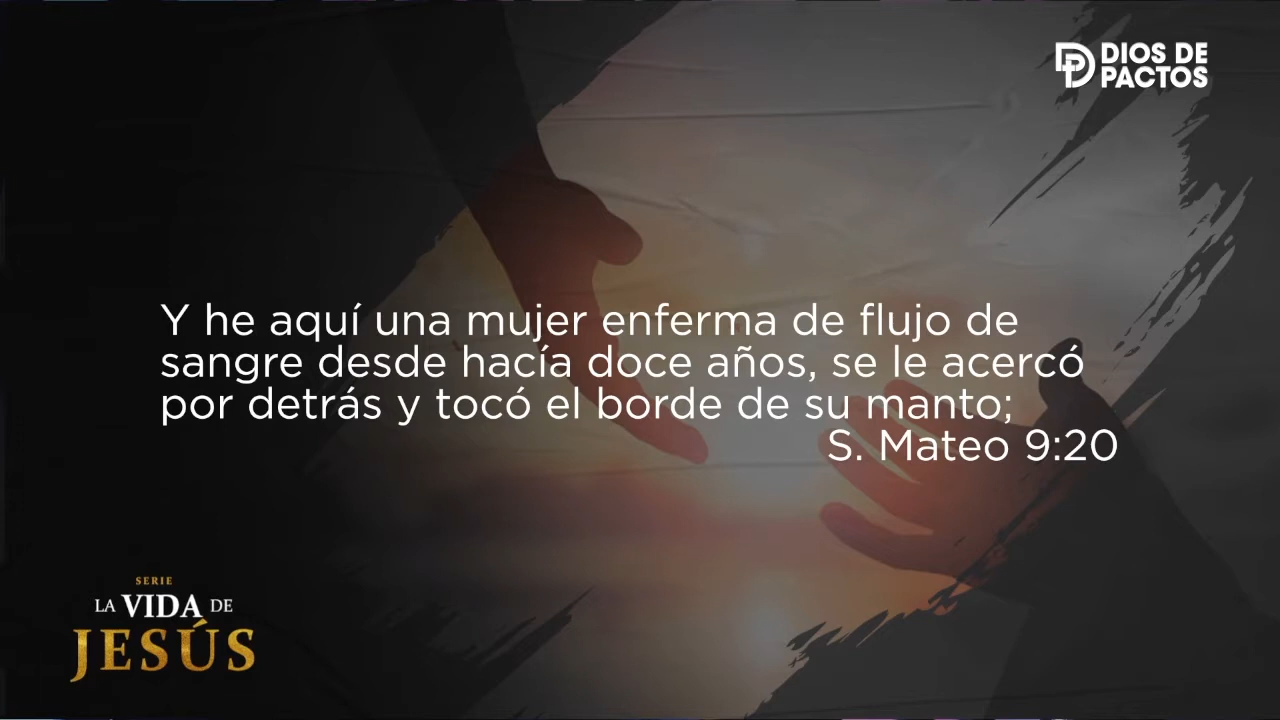 DIOS DE
PACTOS
Y he aquí una mujer enferma de flujo de
sangre desde hacía doce años, se le acercó
por detrás y tocó el borde de su manto;
S. Mateo 9:20
SERIE
LA VIDA DE
JESÚS